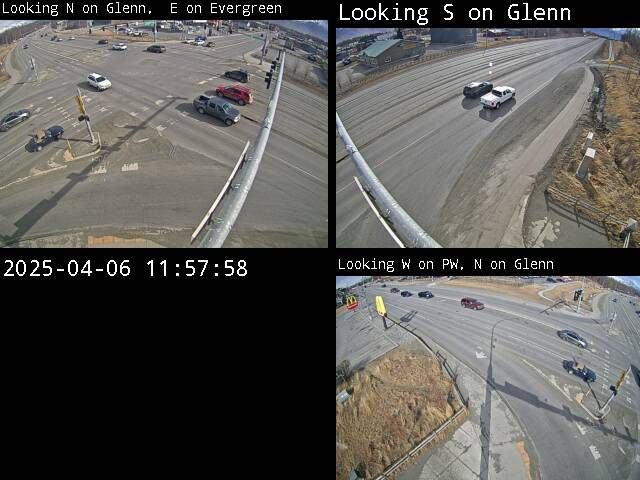 Looking N on Glenn,  E on Evergreen
Looking S on Glenn
2025-04-06 11:57:58
Looking W on PW, N on Glenn